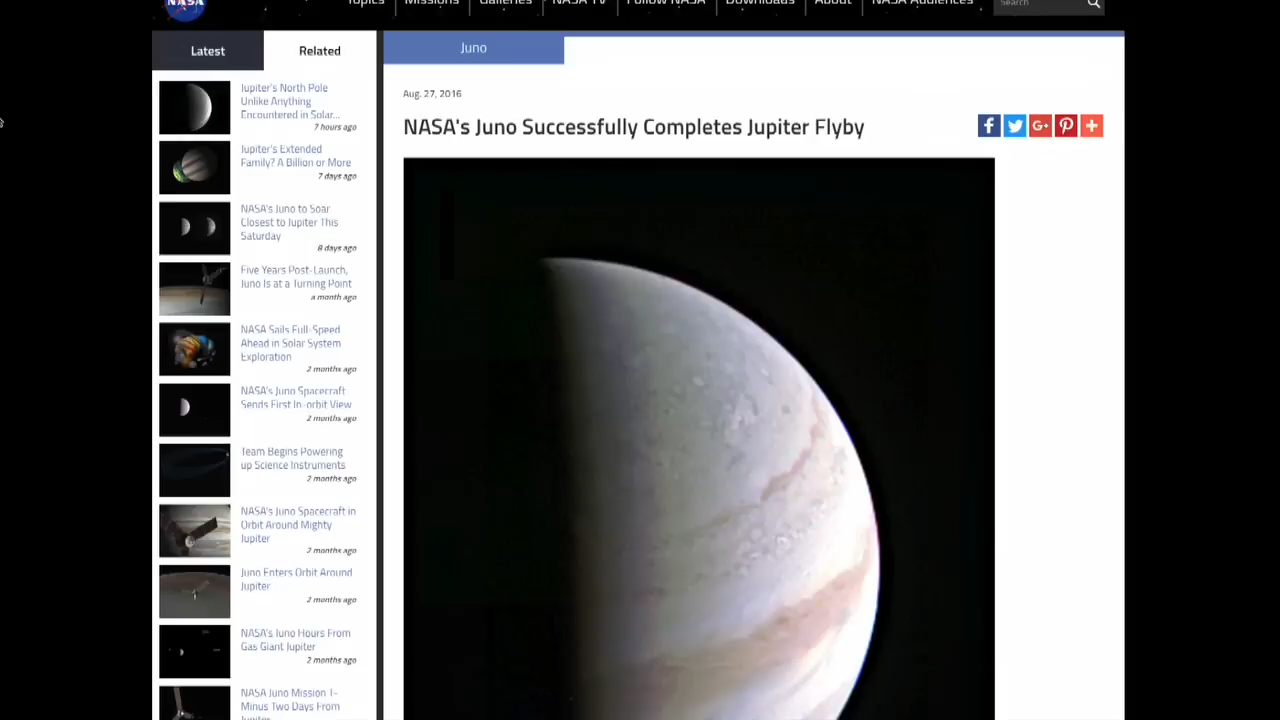 NASA
Topics
Missions
Galleries
NASA TV
Follow NASA
Downloads
About
NASA Audiences
Search
Latest
Related
Juno
Jupiter's North Pole
Unlike Anything
Encountered in Solar...
7 hours ago
Jupiter's Extended
Family? A Billion or More
7 days ago
NASA's Juno to Soar
Closest to Jupiter This
Saturday
8 days ago
Five Years Post-Launch,
Juno Is at a Turning Point
a month ago
NASA Sails Full-Speed
Ahead in Solar System
Exploration
2 months ago
NASA's Juno Spacecraft
Sends First In-orbit View
2 months ago
Team Begins Powering
up Science Instruments
2 months ago
NASA's Juno Spacecraft in
Orbit Around Mighty
Jupiter
2 months ago
Juno Enters Orbit Around
Jupiter
2 months ago
NASA's Juno Hours From
Gas Giant Jupiter
2 months ago
NASA Juno Mission T-
Minus Two Days From
Jupiter
Aug. 27, 2016
NASA's Juno Successfully Completes Jupiter Flyby